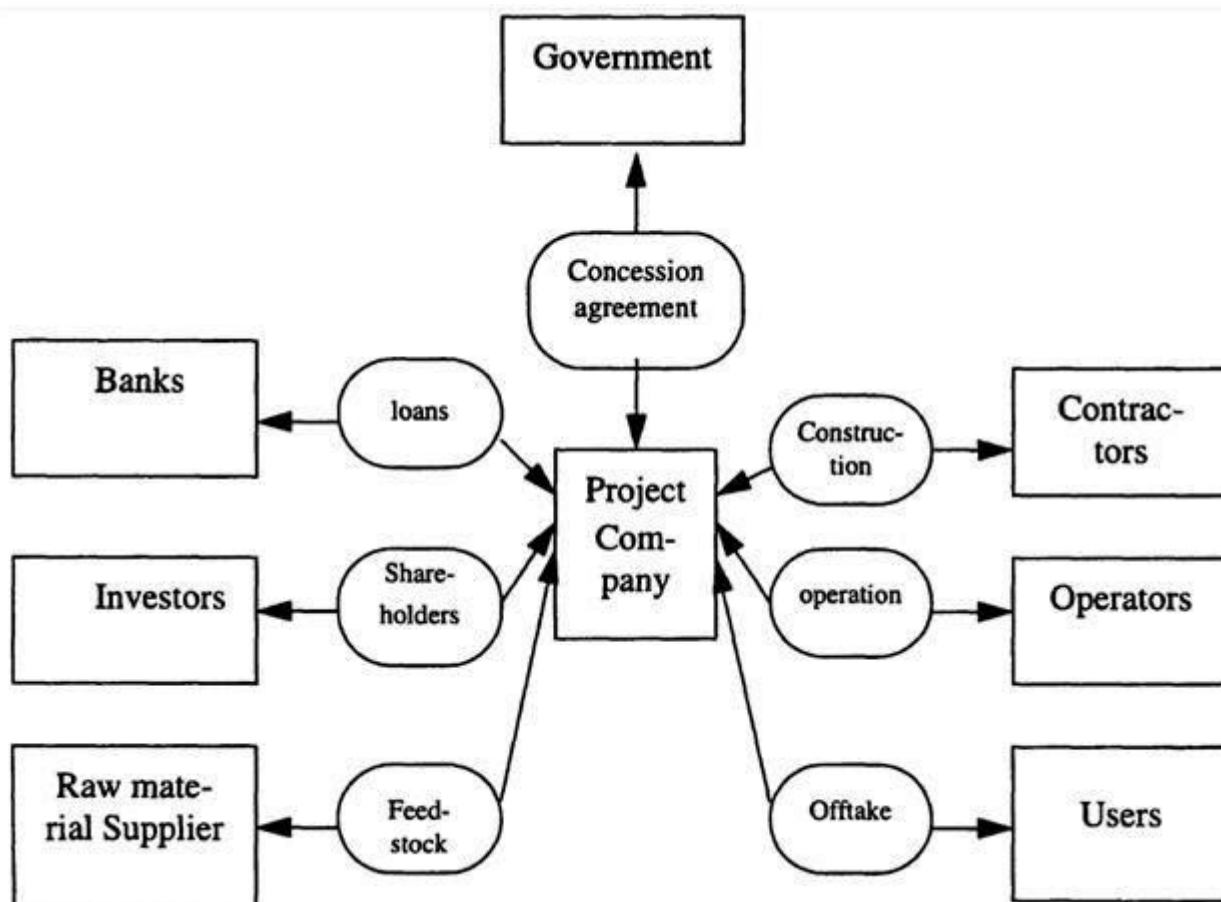 Government
Concession
agreement
Banks
loans
Construc-
tion
Contrac-
tors
Project
Com-
pany
Investors
Share-
holders
operation
Operators
Raw mate-
rial Supplier
Feed-
stock
Offtake
Users